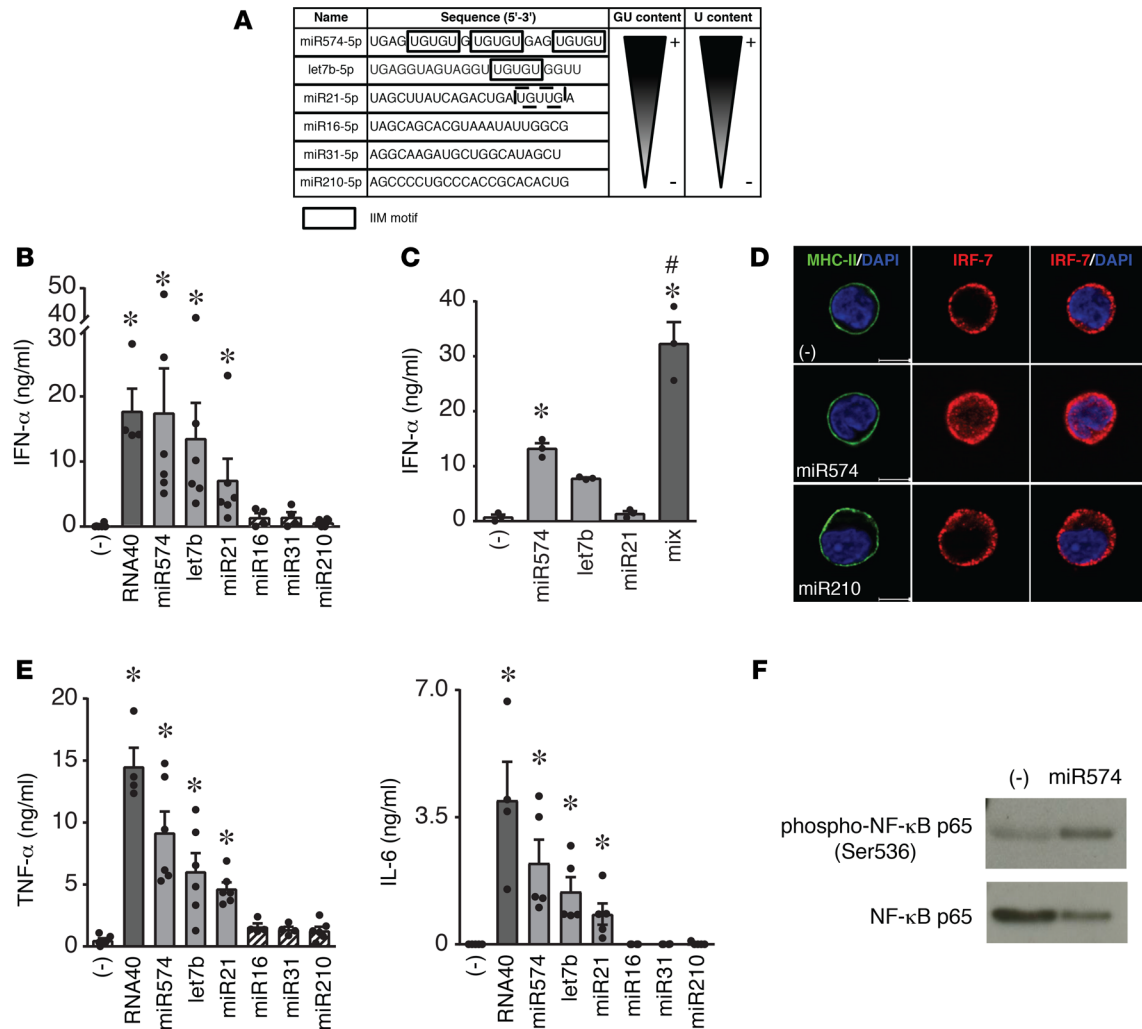 A
Name Sequence (5'-3') GU content U content
miR574-5p UGAGUGUGUGUGUGUGAGUGUGU + +
let7b-5p UGAGGUAGUAGGUUGUGUGGUU
miR21-5p UAGCUUAUCAGACUGAUGUUGA
miR16-5p UAGCAGCACGUAAAUAUUGGCG
miR31-5p AGGCAAGAUGCUGGCAUAGCU
miR210-5p AGCCCCUGCCCACCGCACACUG - -
IIM motif
B
IFN-α (ng/ml)
50
40
30
20
10
0
* * * *
(-) RNA40 miR574 let7b miR21 miR16 miR31 miR210
C
IFN-α (ng/ml)
40
30
20
10
0
* # *
(-) miR574 let7b miR21 mix
D
MHC-II/DAPI IRF-7 IRF-7/DAPI
(-)
miR574
miR210
E
TNF-α (ng/ml)
20
15
10
5
0
* * * *
(-) RNA40 miR574 let7b miR21 miR16 miR31 miR210
IL-6 (ng/ml)
7.0
3.5
0
* * * *
(-) RNA40 miR574 let7b miR21 miR16 miR31 miR210
F
(-) miR574
phospho-NF-κB p65
(Ser536)
NF-κB p65